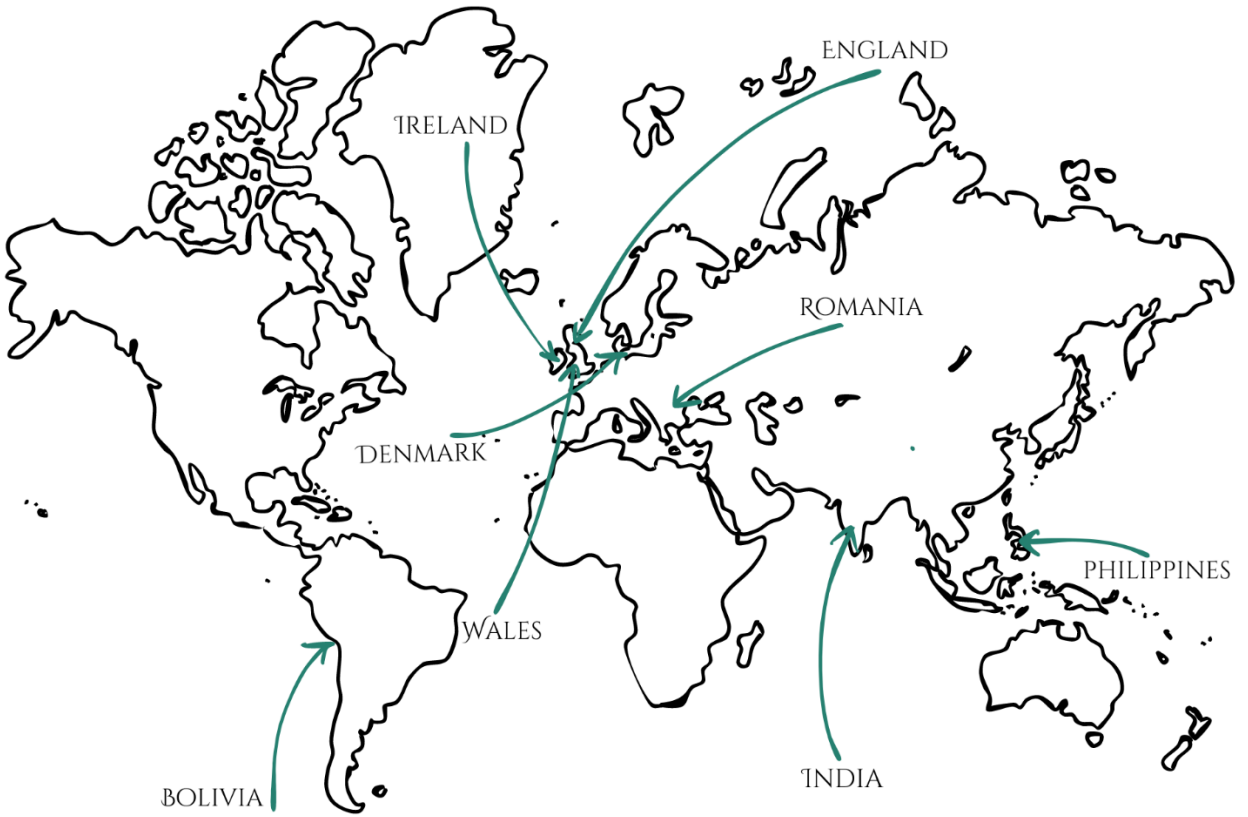 England
Ireland
Romania
Denmark
Philippines
Wales
India
Bolivia